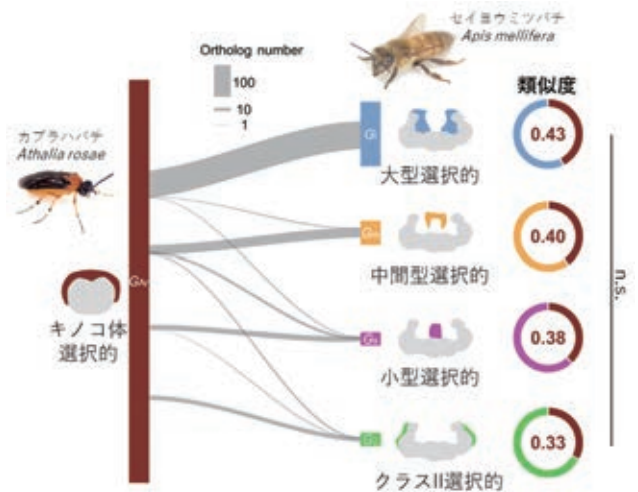 セイヨウミツバチ
Apis mellifera
Ortholog number
100
10
1
類似度
カブラハバチ
Athalia rosae
0.43
大型選択的
0.40
中間型選択的
キノコ体
選択的
0.38
小型選択的
n.s.
0.33
クラスII選択的